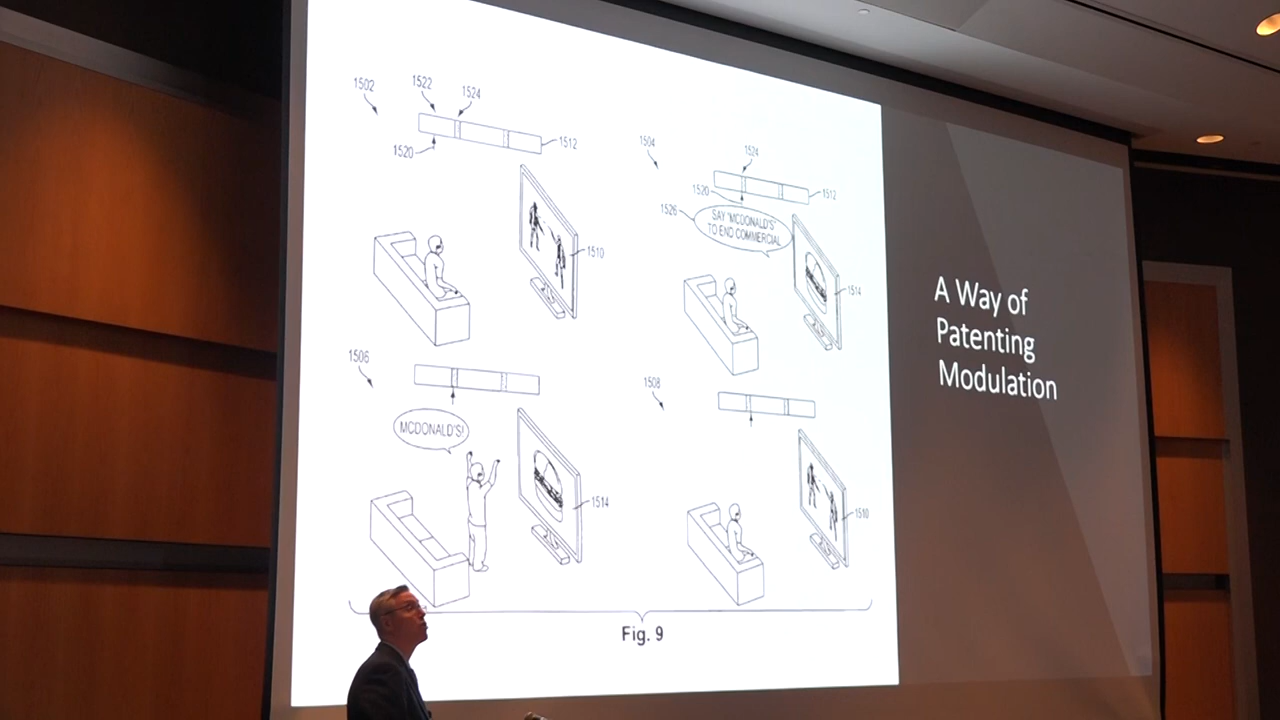 1502
1522
1524
1520
1512
1510
1504
1524
1520
1512
1526
SAY 'MCDONALD'S'
TO END COMMERCIAL
1514
1506
MCDONALD'S!
1514
1508
1510
Fig. 9
A Way of
Patenting
Modulation